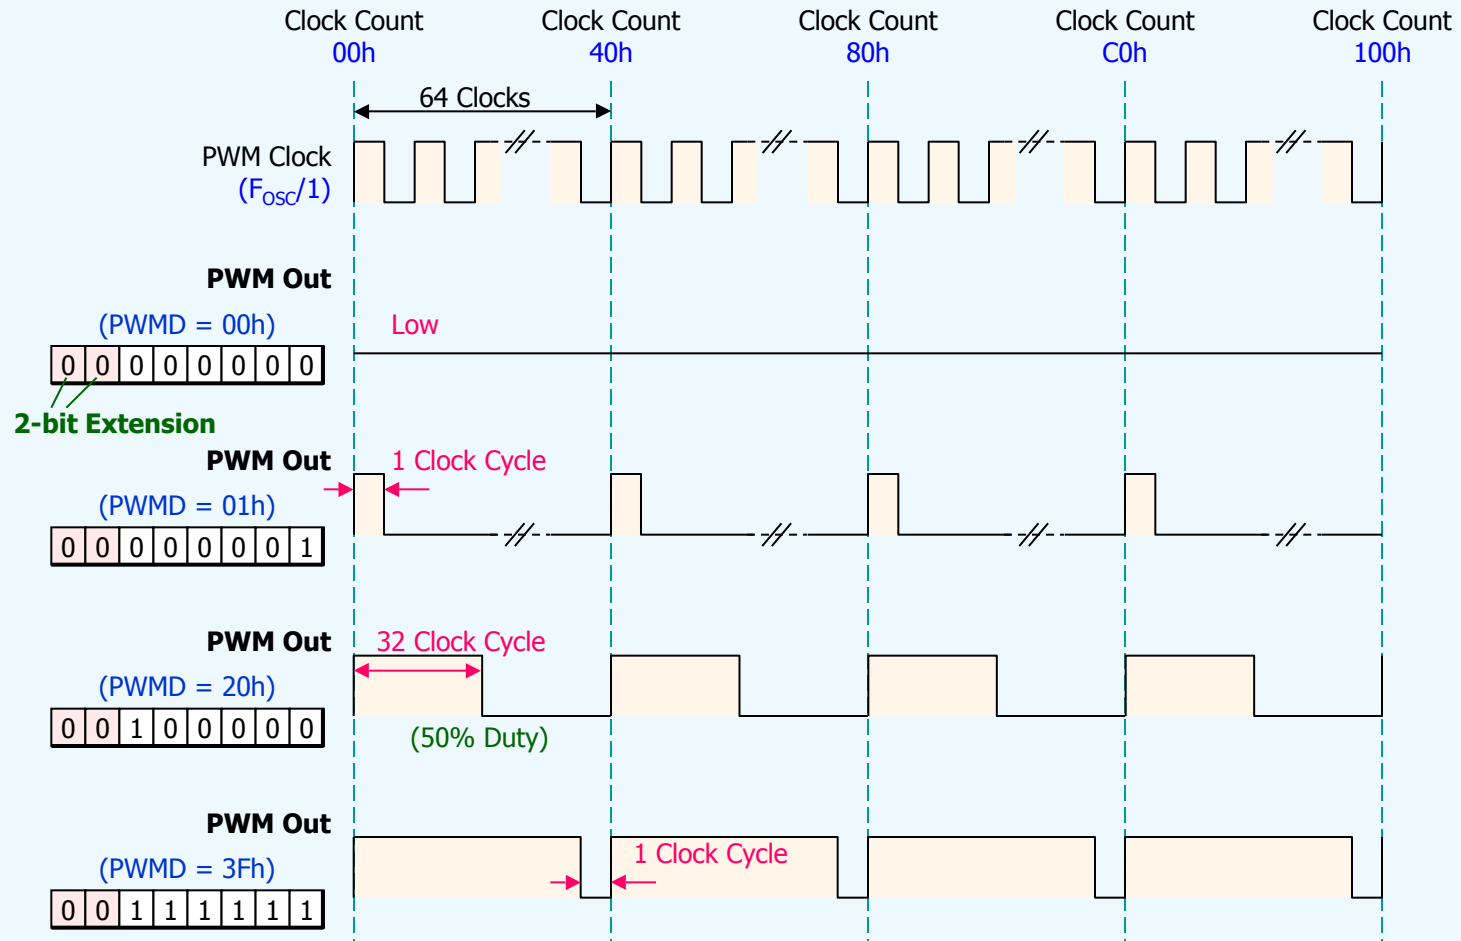 Clock Count Clock Count Clock Count Clock Count Clock Count
00h 40h 80h C0h 100h
64 Clocks
PWM Clock
(FOSC/1)
PWM Out
(PWMD = 00h) Low
0 0 0 0 0 0 0 0
2-bit Extension
PWM Out 1 Clock Cycle
(PWMD = 01h)
0 0 0 0 0 0 0 1
PWM Out 32 Clock Cycle
(PWMD = 20h)
0 0 1 0 0 0 0 0
(50% Duty)
PWM Out
1 Clock Cycle
(PWMD = 3Fh)
0 0 1 1 1 1 1 1